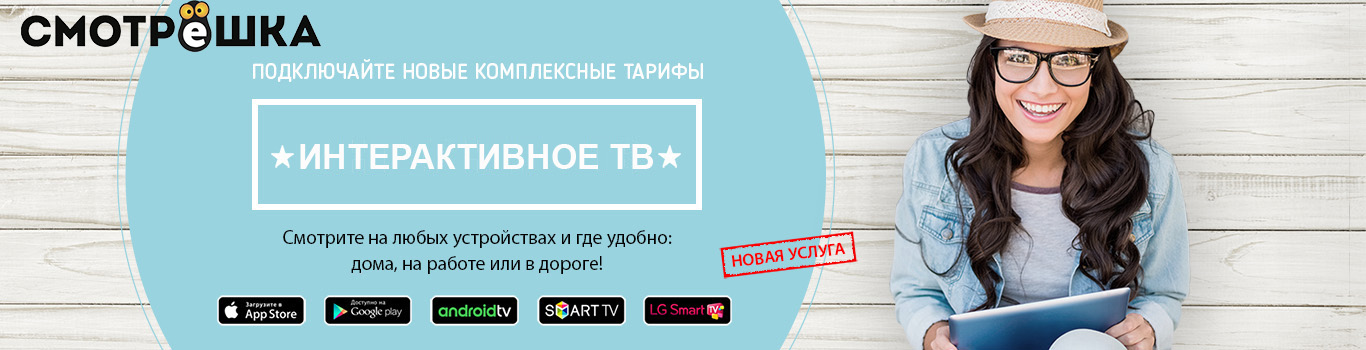 СМОТРЁШКА
ПОДКЛЮЧАЙТЕ НОВЫЕ КОМПЛЕКСНЫЕ ТАРИФЫ
★ИНТЕРАКТИВНОЕ ТВ★
Смотрите на любых устройствах и где удобно:
дома, на работе или в дороге!
НОВАЯ УСЛУГА
Загрузите в
App Store
Доступно на
Google play
androidtv
SMART TV
LG Smart TV